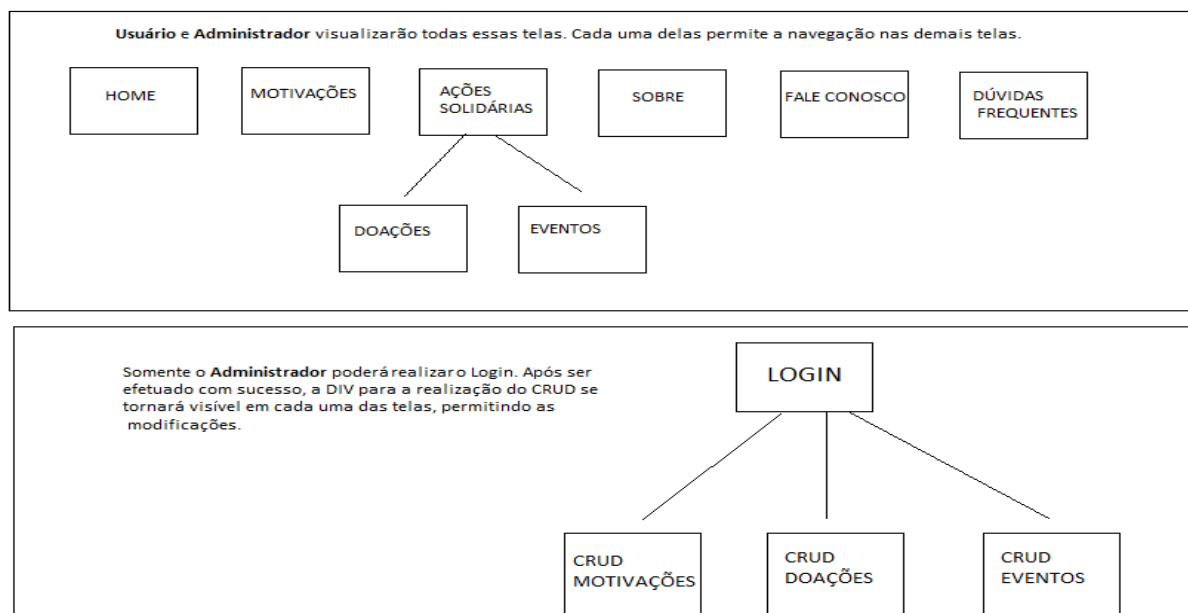 Usuário e Administrador visualizarão todas essas telas. Cada uma delas permite a navegação nas demais telas.
HOME
MOTIVAÇÕES
AÇÕES
SOLIDÁRIAS
SOBRE
FALE CONOSCO
DÚVIDAS
FREQUENTES
DOAÇÕES
EVENTOS
Somente o Administrador poderá realizar o Login. Após ser
efetuado com sucesso, a DIV para a realização do CRUD se
tornará visível em cada uma das telas, permitindo as
modificações.
LOGIN
CRUD
MOTIVAÇÕES
CRUD
DOAÇÕES
CRUD
EVENTOS